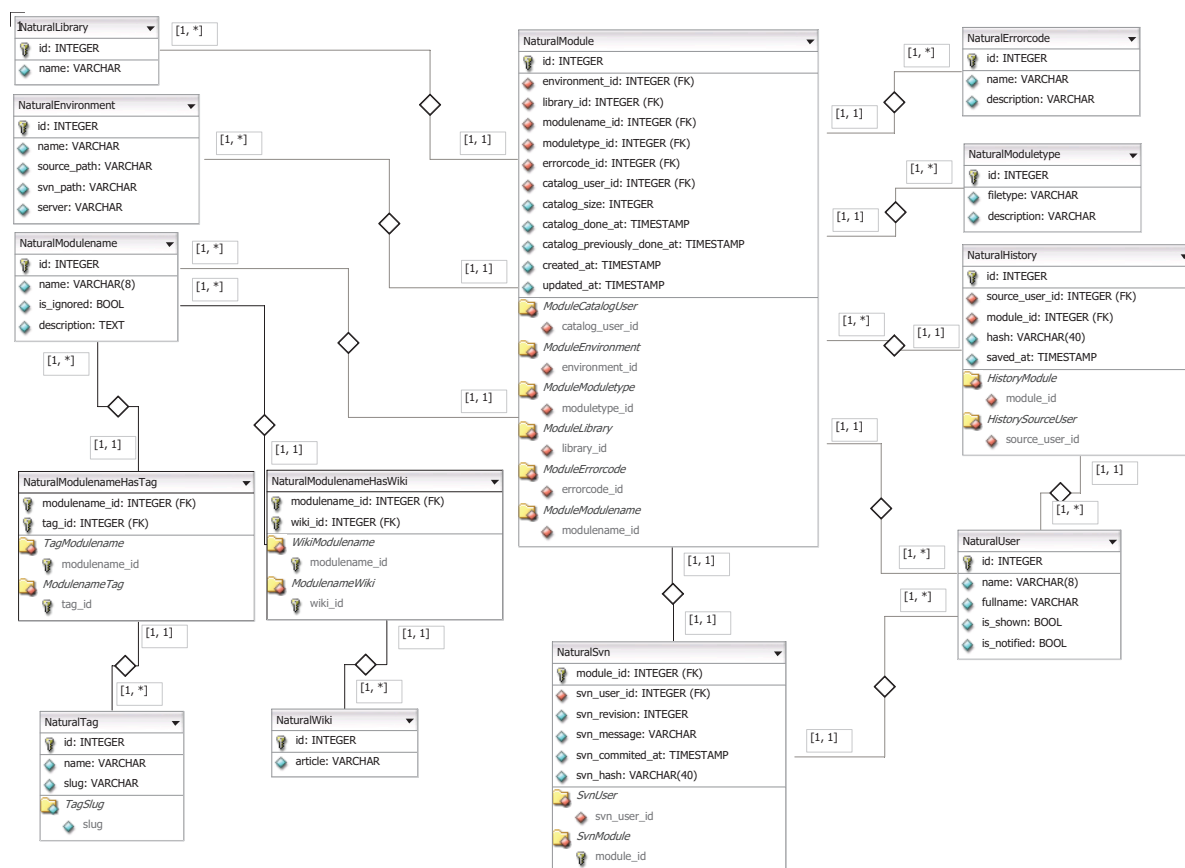 1
NaturalLibrary
id: INTEGER
name: VARCHAR
[1, *]
[1, 1]
NaturalEnvironment
id: INTEGER
name: VARCHAR
source_path: VARCHAR
svn_path: VARCHAR
server: VARCHAR
[1, *]
[1, 1]
NaturalModulename
id: INTEGER
name: VARCHAR(8)
is_ignored: BOOL
description: TEXT
[1, *]
[1, *]
[1, *]
[1, 1]
[1, 1]
[1, 1]
NaturalModulenameHasTag
modulename_id: INTEGER (FK)
tag_id: INTEGER (FK)
TagModulename
modulename_id
ModulenameTag
tag_id
[1, 1]
[1, *]
NaturalModulenameHasWiki
modulename_id: INTEGER (FK)
wiki_id: INTEGER (FK)
WikiModulename
modulename_id
ModulenameWiki
wiki_id
[1, 1]
[1, *]
NaturalTag
id: INTEGER
name: VARCHAR
slug: VARCHAR
TagSlug
slug
NaturalWiki
id: INTEGER
article: VARCHAR
NaturalModule
id: INTEGER
environment_id: INTEGER (FK)
library_id: INTEGER (FK)
modulename_id: INTEGER (FK)
moduletype_id: INTEGER (FK)
errorcode_id: INTEGER (FK)
catalog_user_id: INTEGER (FK)
catalog_size: INTEGER
catalog_done_at: TIMESTAMP
catalog_previously_done_at: TIMESTAMP
created_at: TIMESTAMP
updated_at: TIMESTAMP
ModuleCatalogUser
catalog_user_id
ModuleEnvironment
environment_id
ModuleModuletype
moduletype_id
ModuleLibrary
library_id
ModuleErrorcode
errorcode_id
ModuleModulename
modulename_id
[1, 1]
[1, 1]
NaturalSvn
module_id: INTEGER (FK)
svn_user_id: INTEGER (FK)
svn_revision: INTEGER
svn_message: VARCHAR
svn_commited_at: TIMESTAMP
svn_hash: VARCHAR(40)
SvnUser
svn_user_id
SvnModule
module_id
[1, *]
[1, 1]
NaturalErrorcode
id: INTEGER
name: VARCHAR
description: VARCHAR
[1, *]
[1, 1]
NaturalModuletype
id: INTEGER
filetype: VARCHAR
description: VARCHAR
[1, *]
[1, 1]
NaturalHistory
id: INTEGER
source_user_id: INTEGER (FK)
module_id: INTEGER (FK)
hash: VARCHAR(40)
saved_at: TIMESTAMP
HistoryModule
module_id
HistorySourceUser
source_user_id
[1, 1]
[1, 1]
[1, *]
[1, *]
[1, *]
[1, 1]
NaturalUser
id: INTEGER
name: VARCHAR(8)
fullname: VARCHAR
is_shown: BOOL
is_notified: BOOL